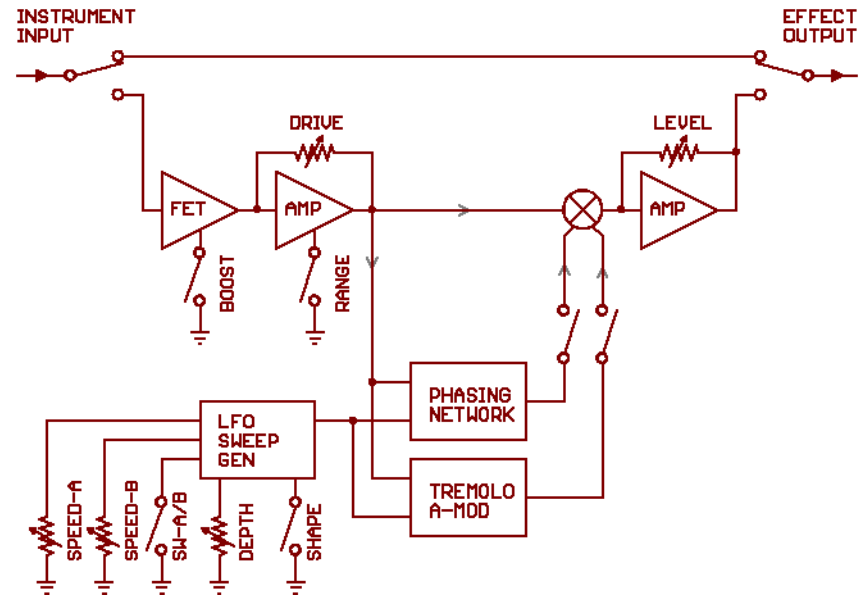 INSTRUMENT
INPUT
EFFECT
OUTPUT
DRIVE
LEVEL
FET
AMP
AMP
BOOST
RANGE
PHASING
NETWORK
LFO
SWEEP
GEN
TREMOLO
A-MOD
SPEED-A
SPEED-B
SW-A/B
DEPTH
SHAPE